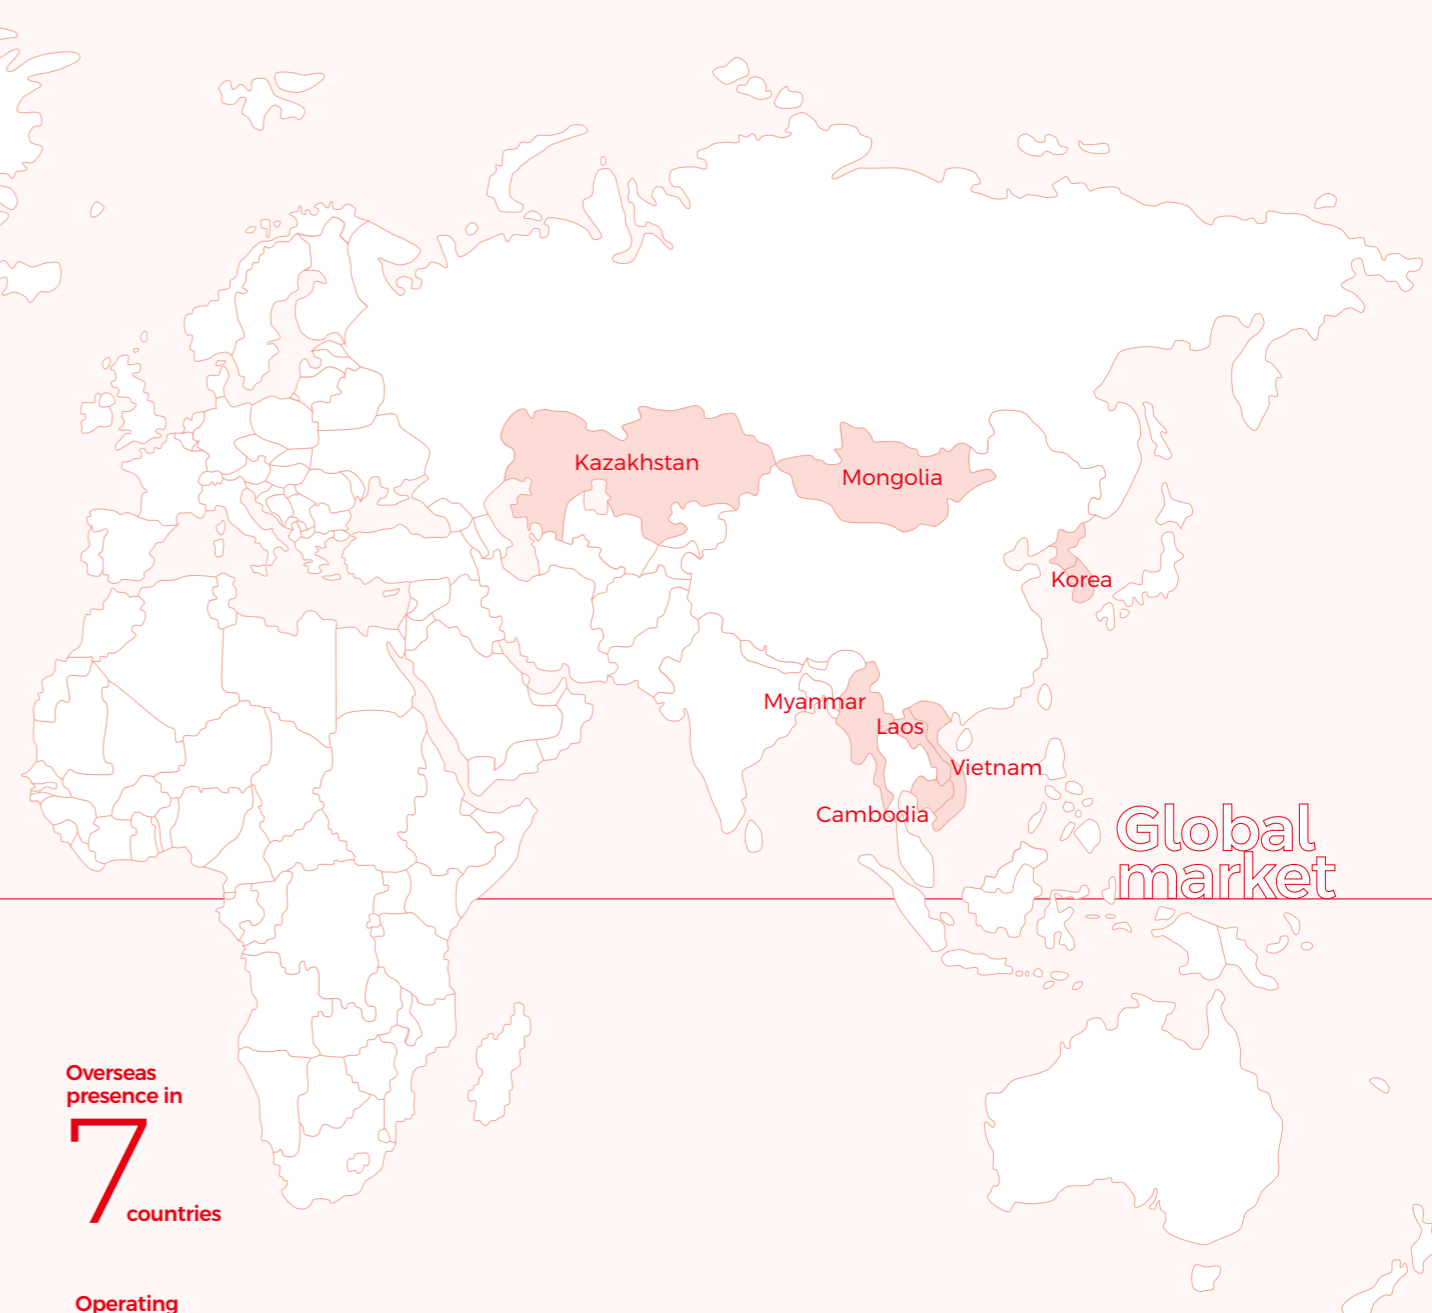 Kazakhstan
Mongolia
Korea
Myanmar
Laos
Vietnam
Cambodia
Global
market
Overseas
presence in
7
countries
Operating